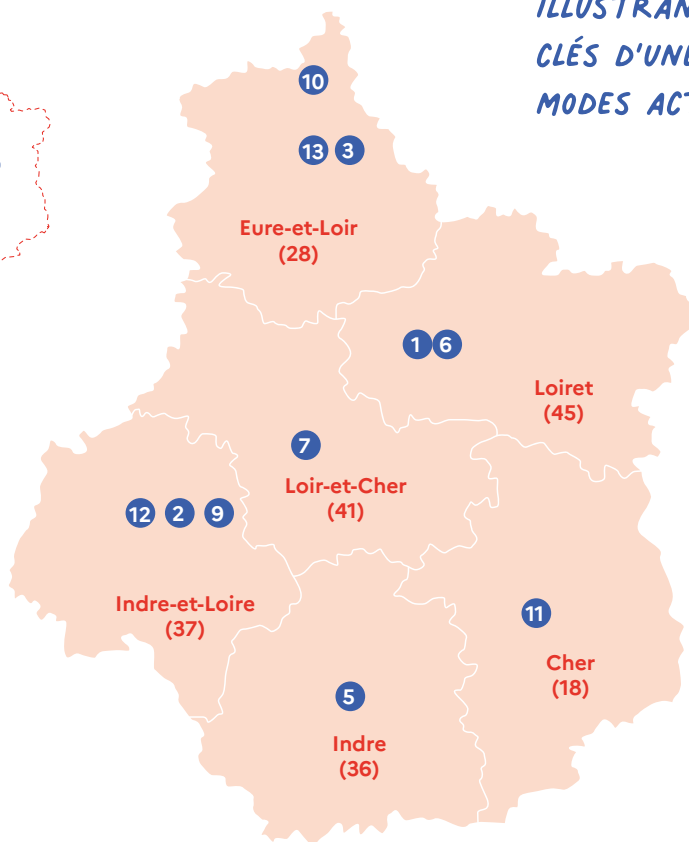 ILLUSTRAN
CLÉS D'UNE
MODES ACT
10
13 3
Eure-et-Loir
(28)
1 6
Loiret
(45)
7
Loir-et-Cher
(41)
12 2 9
Indre-et-Loire
(37)
11
Cher
(18)
5
Indre
(36)